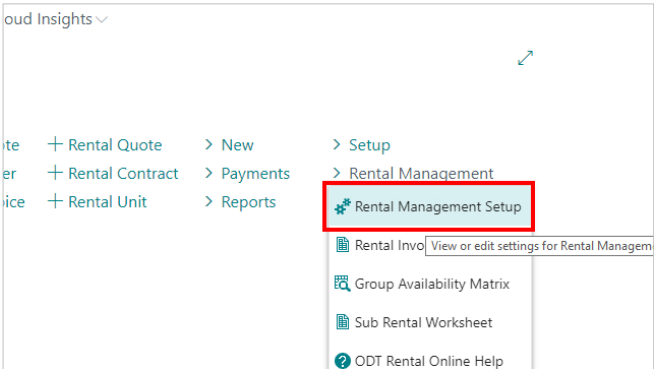 oud Insights
ote + Rental Quote > New > Setup
er + Rental Contract > Payments > Rental Management
oice + Rental Unit > Reports
Rental Management Setup
Rental Invo
View or edit settings for Rental Managem
Group Availability Matrix
Sub Rental Worksheet
ODT Rental Online Help